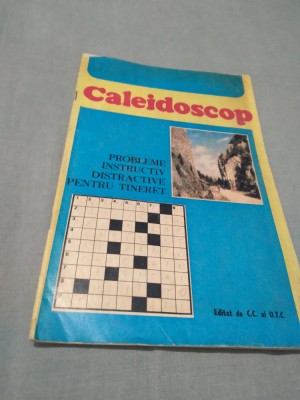 Caleidoscop
PROBLEME
INSTRUCTIV
DISTRACTIVE
PENTRU TINERET
Editat de C.C. al U.T.C.